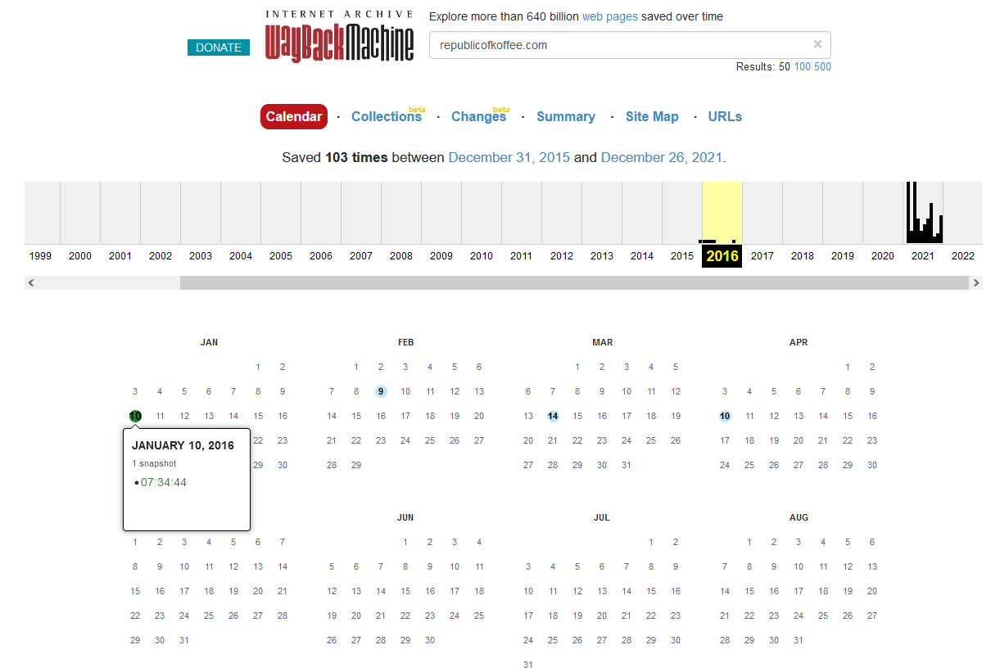 INTERNET ARCHIVE
WayBackMachine
DONATE
Explore more than 640 billion web pages saved over time
republicofkoffee.com
Results: 50 100 500
Calendar · Collections beta · Changes beta · Summary · Site Map · URLs
Saved 103 times between December 31, 2015 and December 26, 2021.
1999 2000 2001 2002 2003 2004 2005 2006 2007 2008 2009 2010 2011 2012 2013 2014 2015 2016 2017 2018 2019 2020 2021 2022
JAN
1 2
3 4 5 6 7 8 9
10 11 12 13 14 15 16
22 23
29 30
JANUARY 10, 2016
1 snapshot
07:34:44
FEB
1 2 3 4 5 6
7 8 9 10 11 12 13
14 15 16 17 18 19 20
21 22 23 24 25 26 27
28 29
MAR
1 2 3 4 5
6 7 8 9 10 11 12
13 14 15 16 17 18 19
20 21 22 23 24 25 26
27 28 29 30 31
APR
1 2
3 4 5 6 7 8 9
10 11 12 13 14 15 16
17 18 19 20 21 22 23
24 25 26 27 28 29 30
1 2 3 4 5 6 7
8 9 10 11 12 13 14
15 16 17 18 19 20 21
22 23 24 25 26 27 28
29 30 31
JUN
1 2 3 4
5 6 7 8 9 10 11
12 13 14 15 16 17 18
19 20 21 22 23 24 25
26 27 28 29 30
JUL
1 2
3 4 5 6 7 8 9
10 11 12 13 14 15 16
17 18 19 20 21 22 23
24 25 26 27 28 29 30
31
AUG
1 2 3 4 5 6
7 8 9 10 11 12 13
14 15 16 17 18 19 20
21 22 23 24 25 26 27
28 29 30 31